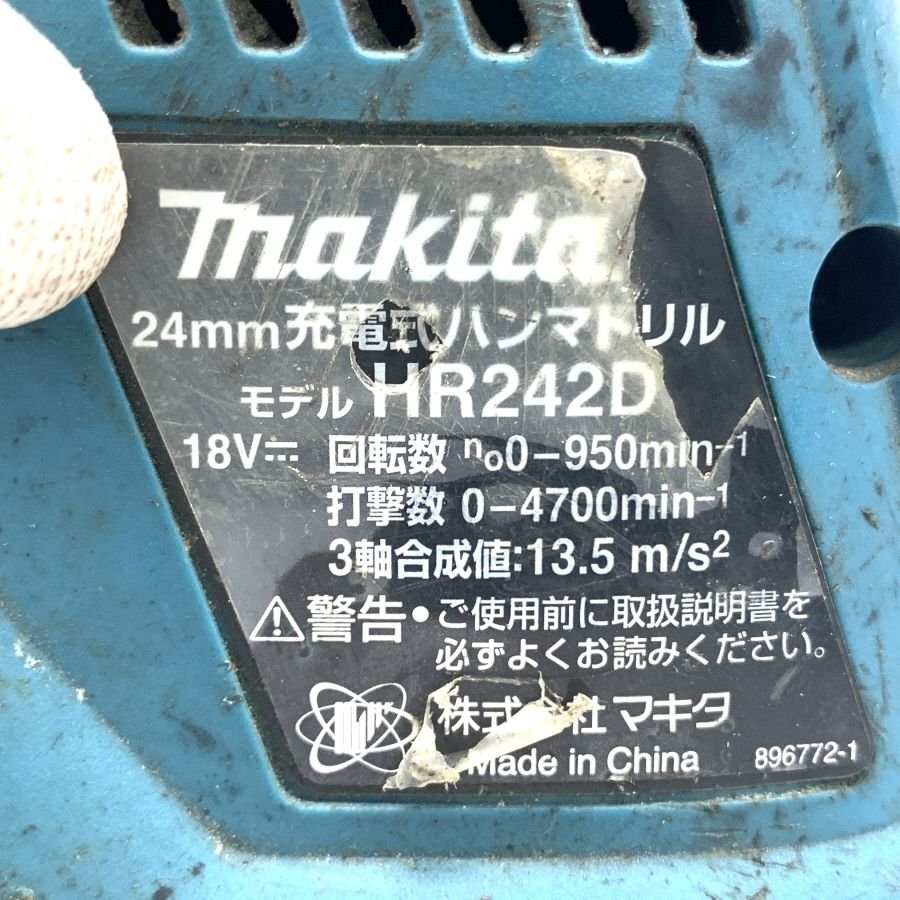 makita
24mm充電式ハンマドリル
モデル HR242D
18V⎓ 回転数 n₀0-950min⁻¹
打撃数 0-4700min⁻¹
3軸合成値:13.5 m/s²
⚠警告・ご使用前に取扱説明書を
必ずよくお読みください。
株式会社 マキタ
Made in China 896772-1